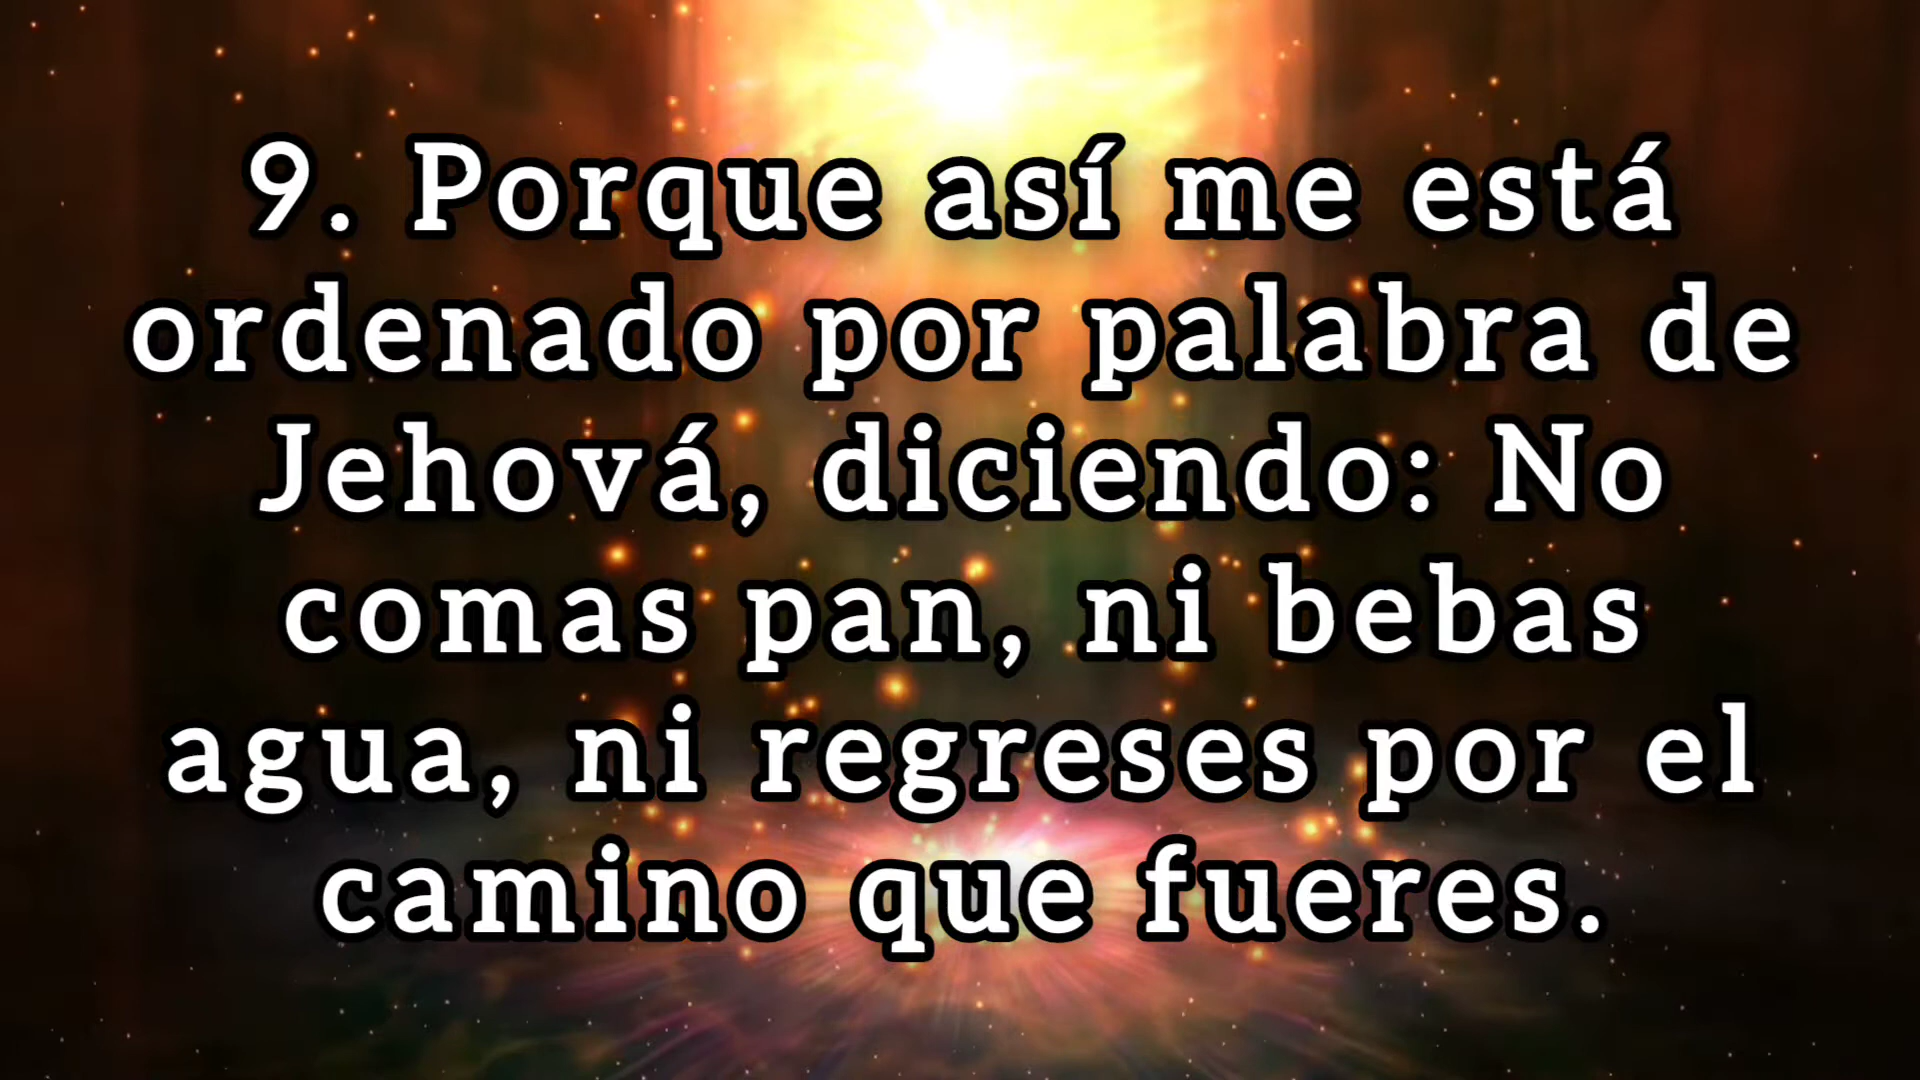 9. Porque así me está
ordenado por palabra de
Jehová, diciendo: No
comas pan, ni bebas
agua, ni regreses por el
camino que fueres.